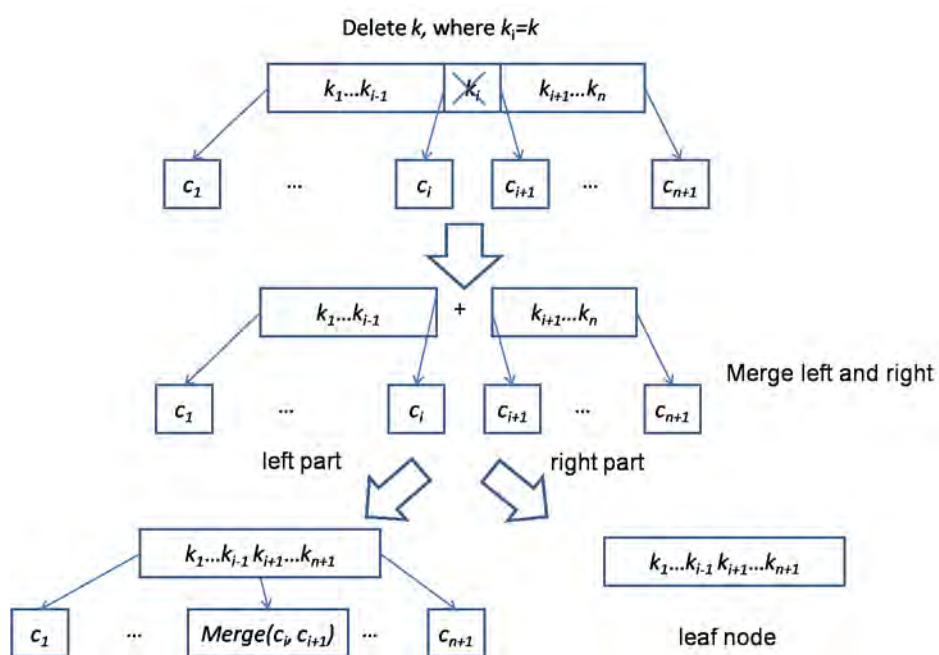 Delete k, where kᵢ=k
k₁...kᵢ₋₁ kᵢ kᵢ₊₁...kₙ
c₁ ... cᵢ cᵢ₊₁ ... cₙ₊₁
k₁...kᵢ₋₁ + kᵢ₊₁...kₙ
Merge left and right
c₁ ... cᵢ cᵢ₊₁ ... cₙ₊₁
left part right part
k₁...kᵢ₋₁ kᵢ₊₁...kₙ₊₁
k₁...kᵢ₋₁ kᵢ₊₁...kₙ₊₁
c₁ ... Merge(cᵢ, cᵢ₊₁) ... cₙ₊₁
leaf node